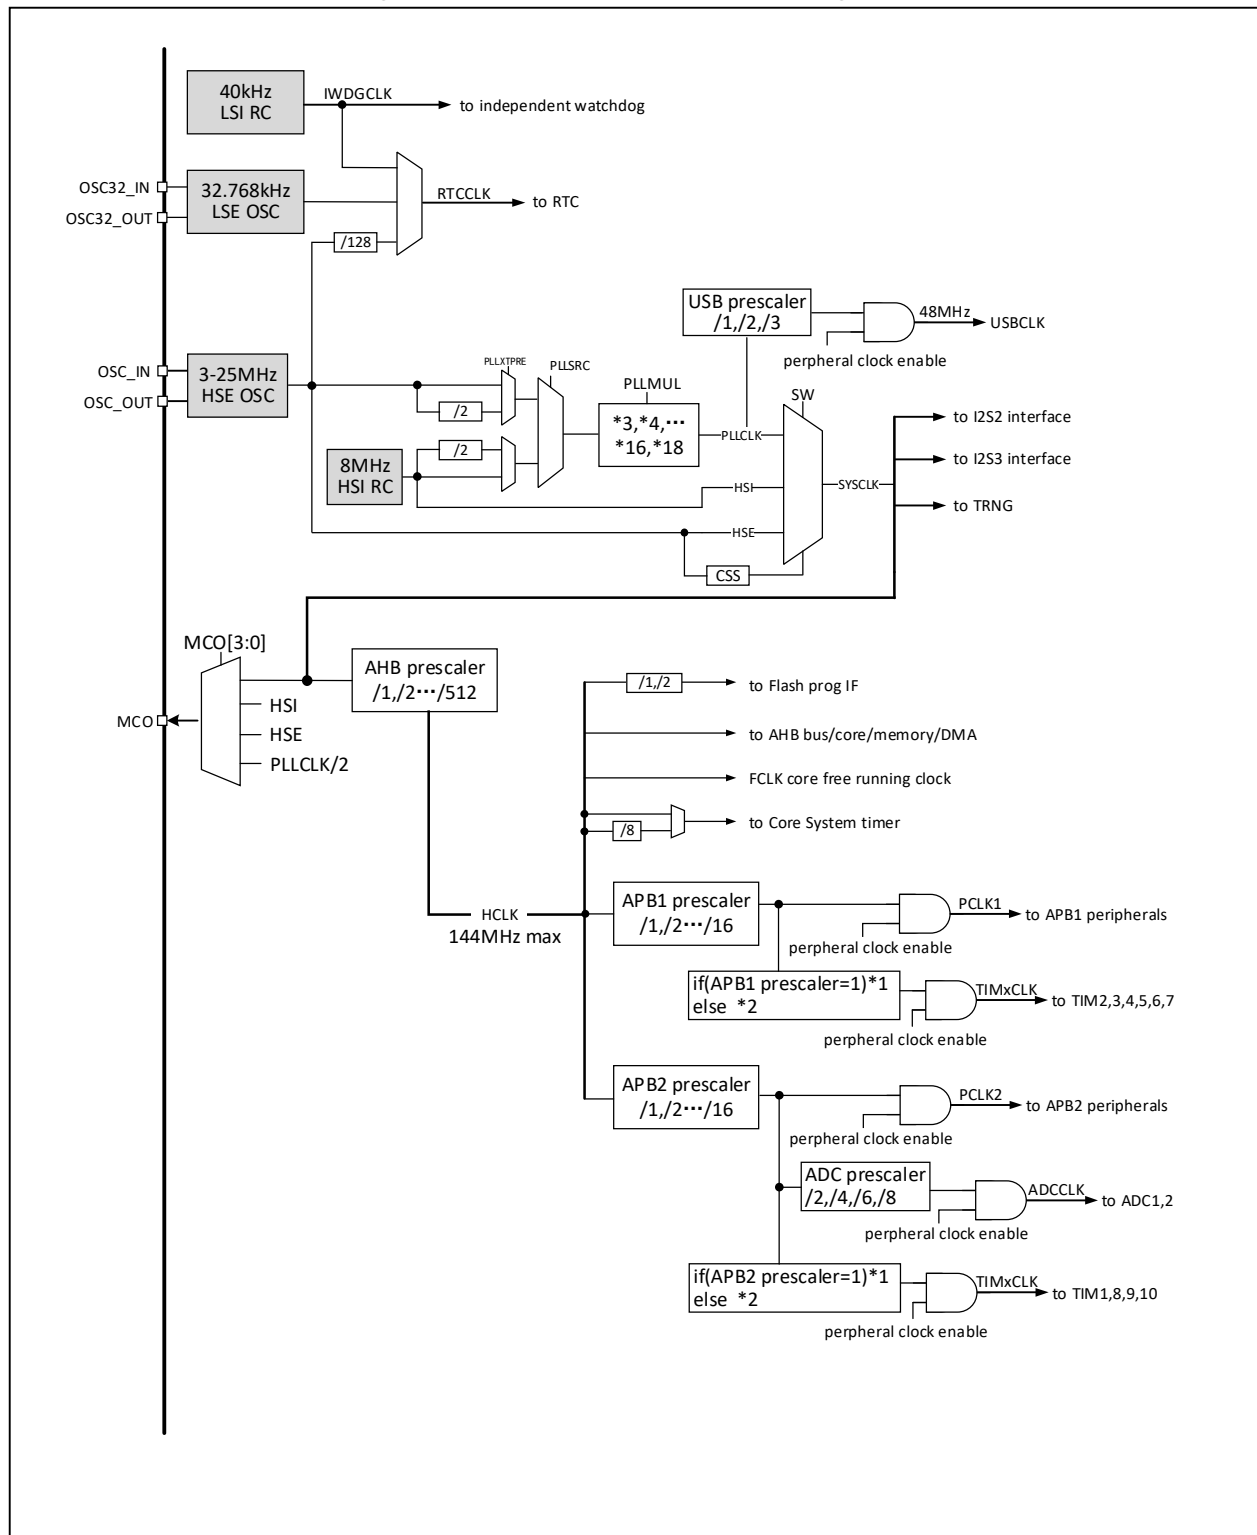 40kHz
LSI RC
IWDGCLK
to independent watchdog
OSC32_IN
OSC32_OUT
32.768kHz
LSE OSC
RTCCLK
to RTC
/128
USB prescaler
/1,/2,/3
48MHz
USBCLK
perpheral clock enable
OSC_IN
OSC_OUT
3-25MHz
HSE OSC
PLLXTPRE
PLLSRC
/2
PLLMUL
*3,*4,···
*16,*18
PLLCLK
SW
/2
8MHz
HSI RC
HSI
HSE
CSS
SYSCLK
to I2S2 interface
to I2S3 interface
to TRNG
MCO[3:0]
MCO
HSI
HSE
PLLCLK/2
AHB prescaler
/1,/2···/512
/1,/2
to Flash prog IF
to AHB bus/core/memory/DMA
FCLK core free running clock
/8
to Core System timer
HCLK
144MHz max
APB1 prescaler
/1,/2···/16
PCLK1
to APB1 peripherals
perpheral clock enable
if(APB1 prescaler=1)*1
else *2
TIMxCLK
to TIM2,3,4,5,6,7
perpheral clock enable
APB2 prescaler
/1,/2···/16
PCLK2
to APB2 peripherals
perpheral clock enable
ADC prescaler
/2,/4,/6,/8
ADCCLK
to ADC1,2
perpheral clock enable
if(APB2 prescaler=1)*1
else *2
TIMxCLK
to TIM1,8,9,10
perpheral clock enable